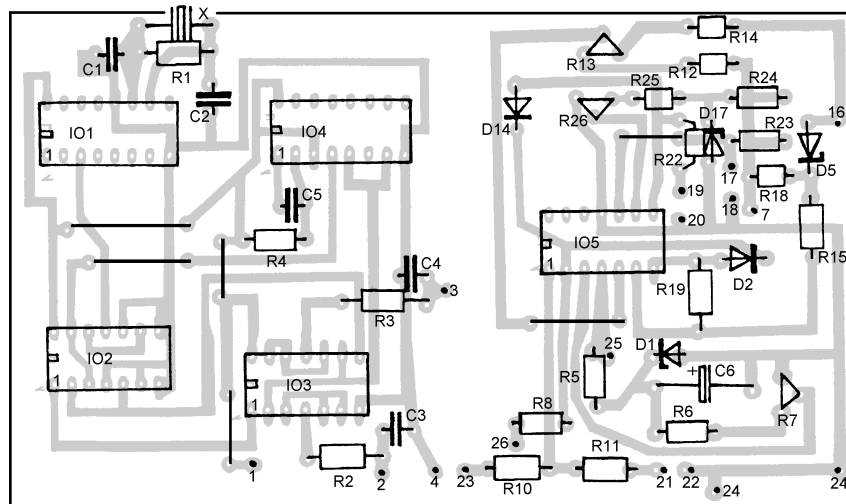 X
R14
C1
R1
R13
R12
R25
R24
C2
IO1
IO4
D14
R26
D17
16
R23
1
1
R22
D5
17
R18
C5
19
18
7
20
R4
IO5
R15
C4
1
D2
3
R19
R3
D1
25
IO2
IO3
R5
+
C6
1
1
R7
C3
R8
R6
26
R11
1
R2
2
4
23
R10
21
22
24
24